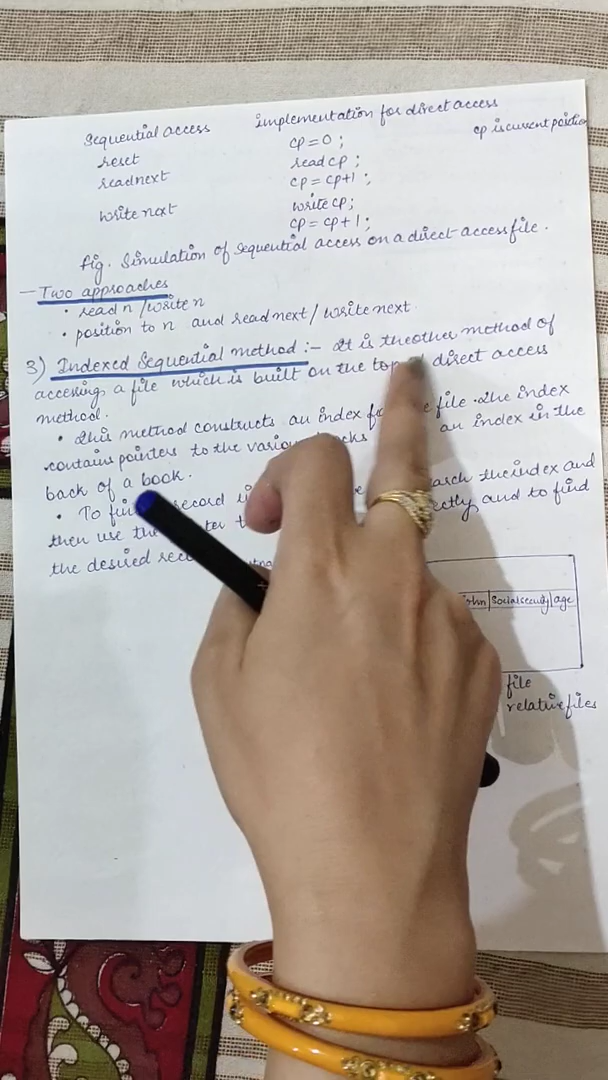 Sequential access implementation for direct access
reset cp = 0 ; cp is current position
readnext read cp ;
cp = cp+1 ;
write next write cp;
cp = cp+1 ;
fig. Simulation of sequential access on a direct access file.
— Two approaches
• read n / write n
• position to n and read next / write next
3) Indexed Sequential method :- It is the other method of
accessing a file which is built on the top direct access
method.
• This method constructs an index file. The index
contains pointers to the various an index in the
back of a book.
• To find record search the index and
then use the and to find
the desired
John Social security age
file
relative files